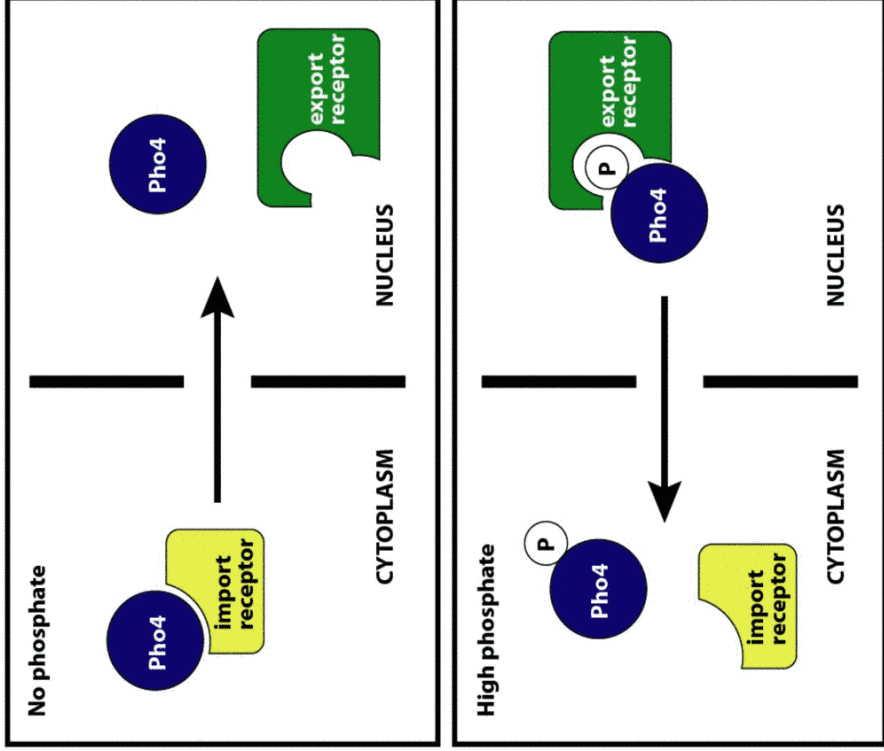 No phosphate
Pho4
import
receptor
CYTOPLASM
Pho4
export
receptor
NUCLEUS
High phosphate
P
Pho4
import
receptor
CYTOPLASM
P
Pho4
export
receptor
NUCLEUS